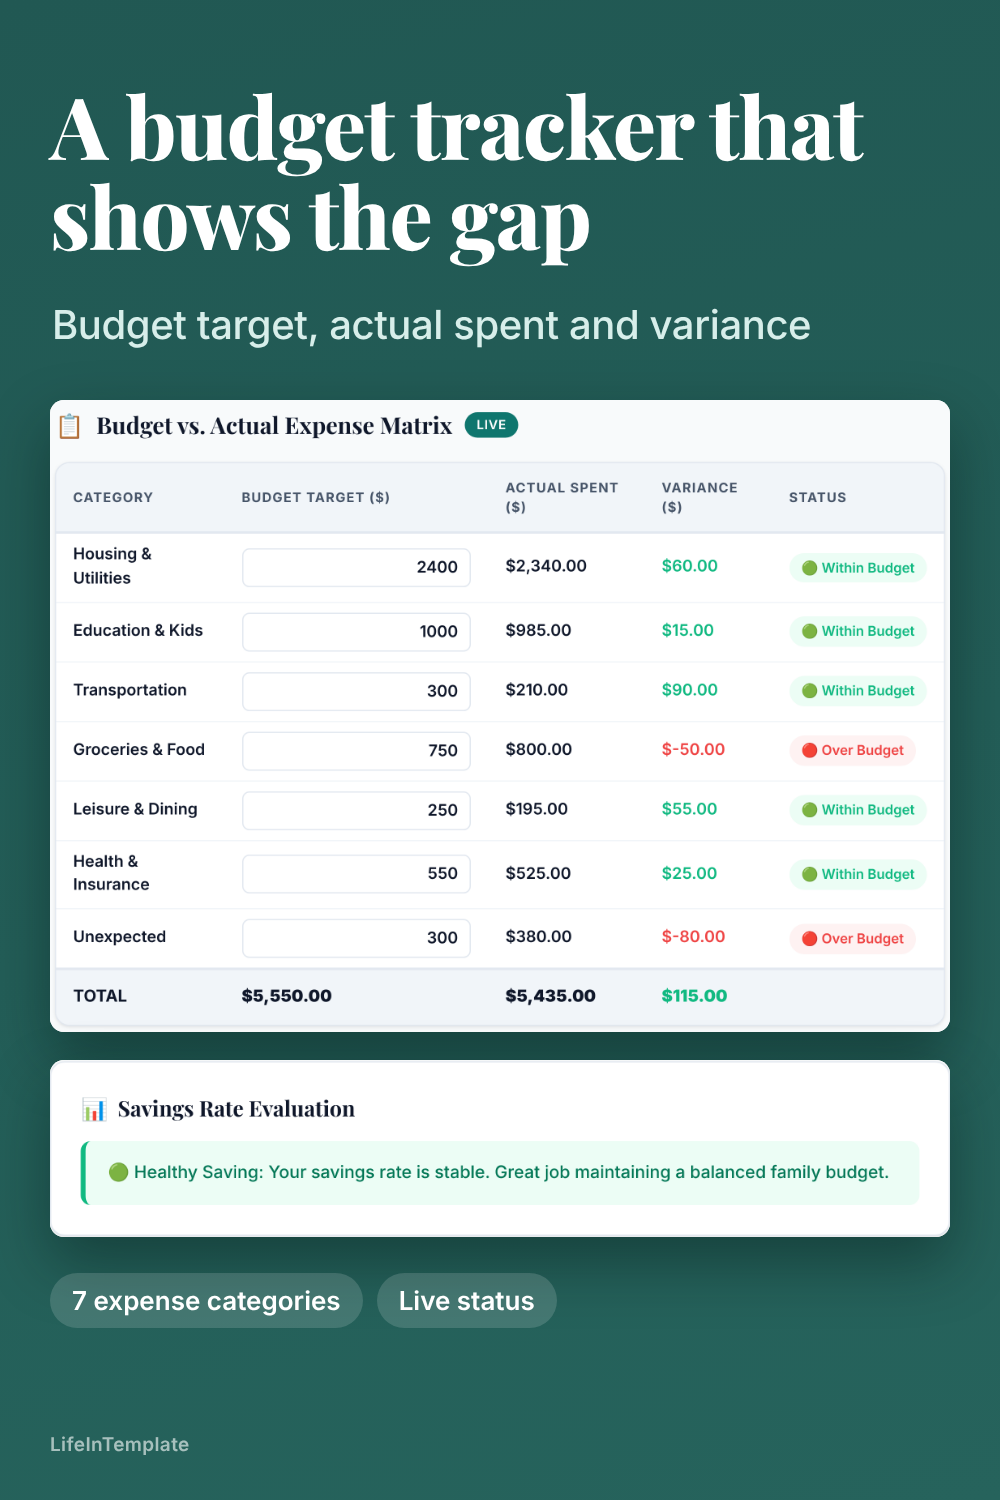 A budget tracker that
shows the gap
Budget target, actual spent and variance
Budget vs. Actual Expense Matrix LIVE
CATEGORY BUDGET TARGET ($) ACTUAL SPENT ($) VARIANCE ($) STATUS
Housing & Utilities 2400 $2,340.00 $60.00 Within Budget
Education & Kids 1000 $985.00 $15.00 Within Budget
Transportation 300 $210.00 $90.00 Within Budget
Groceries & Food 750 $800.00 $-50.00 Over Budget
Leisure & Dining 250 $195.00 $55.00 Within Budget
Health & Insurance 550 $525.00 $25.00 Within Budget
Unexpected 300 $380.00 $-80.00 Over Budget
TOTAL $5,550.00 $5,435.00 $115.00
Savings Rate Evaluation
Healthy Saving: Your savings rate is stable. Great job maintaining a balanced family budget.
7 expense categories Live status
LifeInTemplate